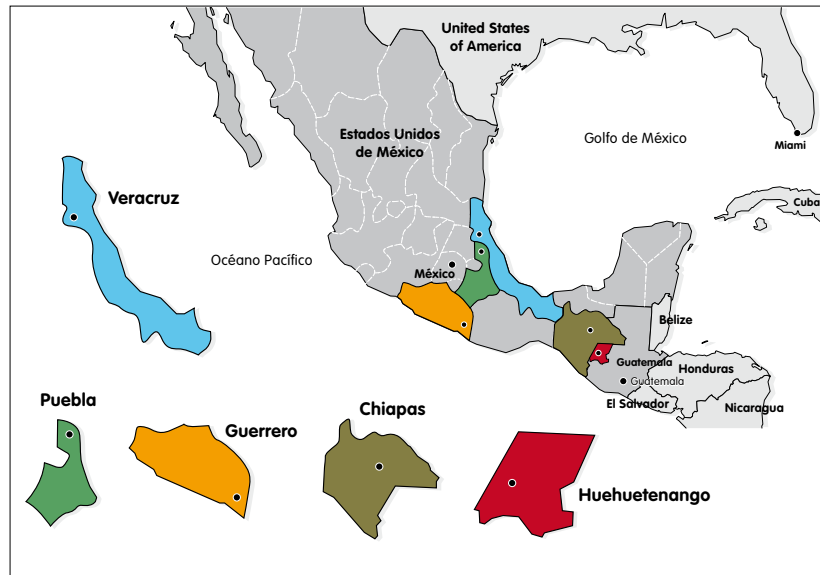 United States
of America
Estados Unidos
de México
Golfo de México
Miami
Cuba
Veracruz
Océano Pacífico
México
Belize
Guatemala
Honduras
Guatemala
El Salvador
Nicaragua
Puebla
Guerrero
Chiapas
Huehuetenango